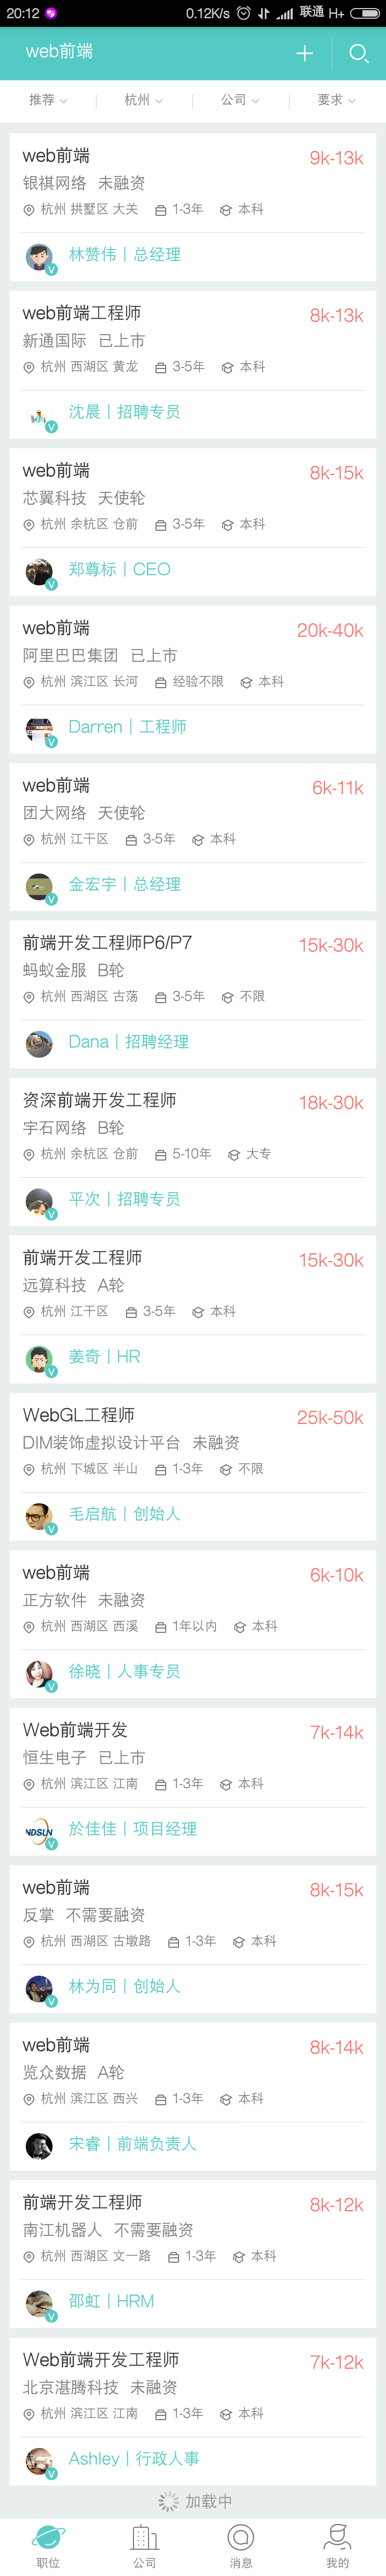 20:12 0.12K/s 联通 H+
web前端
推荐 杭州 公司 要求
web前端 9k-13k
银祺网络 未融资
杭州 拱墅区 大关 1-3年 本科
林赞伟 | 总经理
web前端工程师 8k-13k
新通国际 已上市
杭州 西湖区 黄龙 3-5年 本科
沈晨 | 招聘专员
web前端 8k-15k
芯翼科技 天使轮
杭州 余杭区 仓前 3-5年 本科
郑尊标 | CEO
web前端 20k-40k
阿里巴巴集团 已上市
杭州 滨江区 长河 经验不限 本科
Darren | 工程师
web前端 6k-11k
团大网络 天使轮
杭州 江干区 3-5年 本科
金宏宇 | 总经理
前端开发工程师P6/P7 15k-30k
蚂蚁金服 B轮
杭州 西湖区 古荡 3-5年 不限
Dana | 招聘经理
资深前端开发工程师 18k-30k
宇石网络 B轮
杭州 余杭区 仓前 5-10年 大专
平次 | 招聘专员
前端开发工程师 15k-30k
远算科技 A轮
杭州 江干区 3-5年 本科
姜奇 | HR
WebGL工程师 25k-50k
DIM装饰虚拟设计平台 未融资
杭州 下城区 半山 1-3年 不限
毛启航 | 创始人
web前端 6k-10k
正方软件 未融资
杭州 西湖区 西溪 1年以内 本科
徐晓 | 人事专员
Web前端开发 7k-14k
恒生电子 已上市
杭州 滨江区 江南 1-3年 本科
NDSUN
於佳佳 | 项目经理
web前端 8k-15k
反掌 不需要融资
杭州 西湖区 古墩路 1-3年 本科
林为同 | 创始人
web前端 8k-14k
览众数据 A轮
杭州 滨江区 西兴 1-3年 本科
宋睿 | 前端负责人
前端开发工程师 8k-12k
南江机器人 不需要融资
杭州 西湖区 文一路 1-3年 本科
邵虹 | HRM
Web前端开发工程师 7k-12k
北京湛腾科技 未融资
杭州 滨江区 江南 1-3年 本科
Ashley | 行政人事
加载中
职位 公司 消息 我的